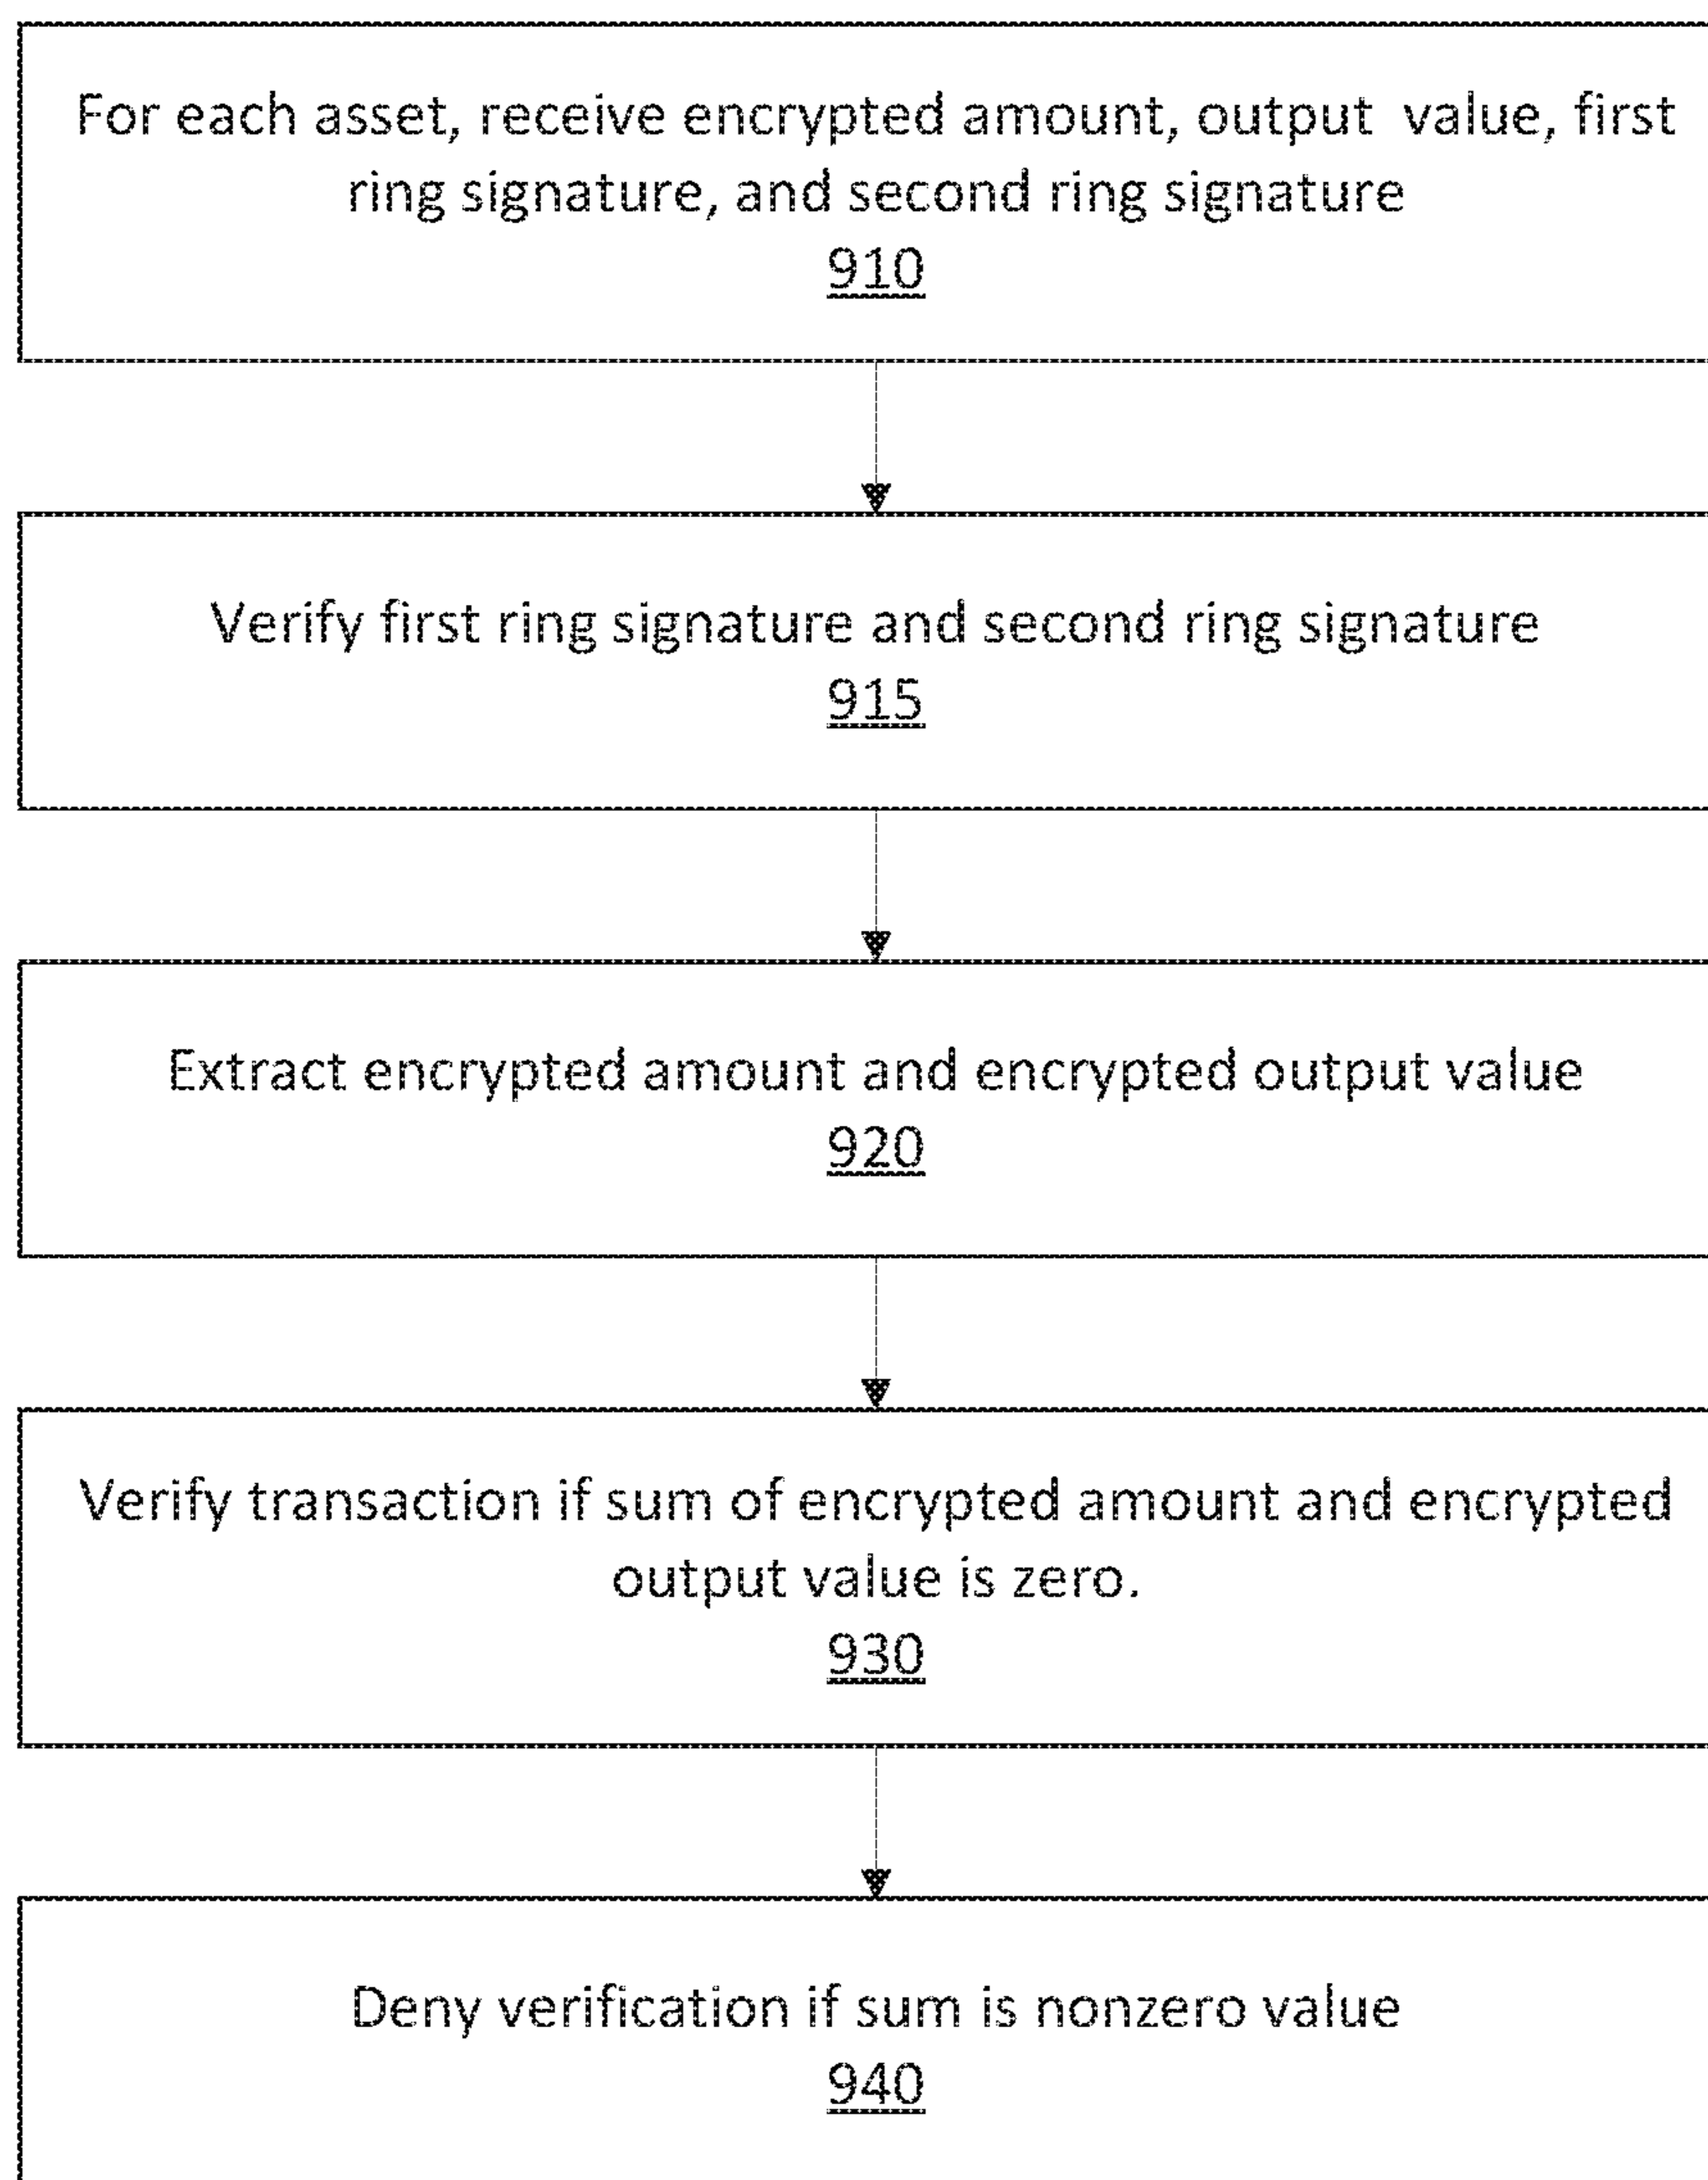 For each asset, receive encrypted amount, output value, first
ring signature, and second ring signature
910
Verify first ring signature and second ring signature
915
Extract encrypted amount and encrypted output value
920
Verify transaction if sum of encrypted amount and encrypted
output value is zero.
930
Deny verification if sum is nonzero value
940